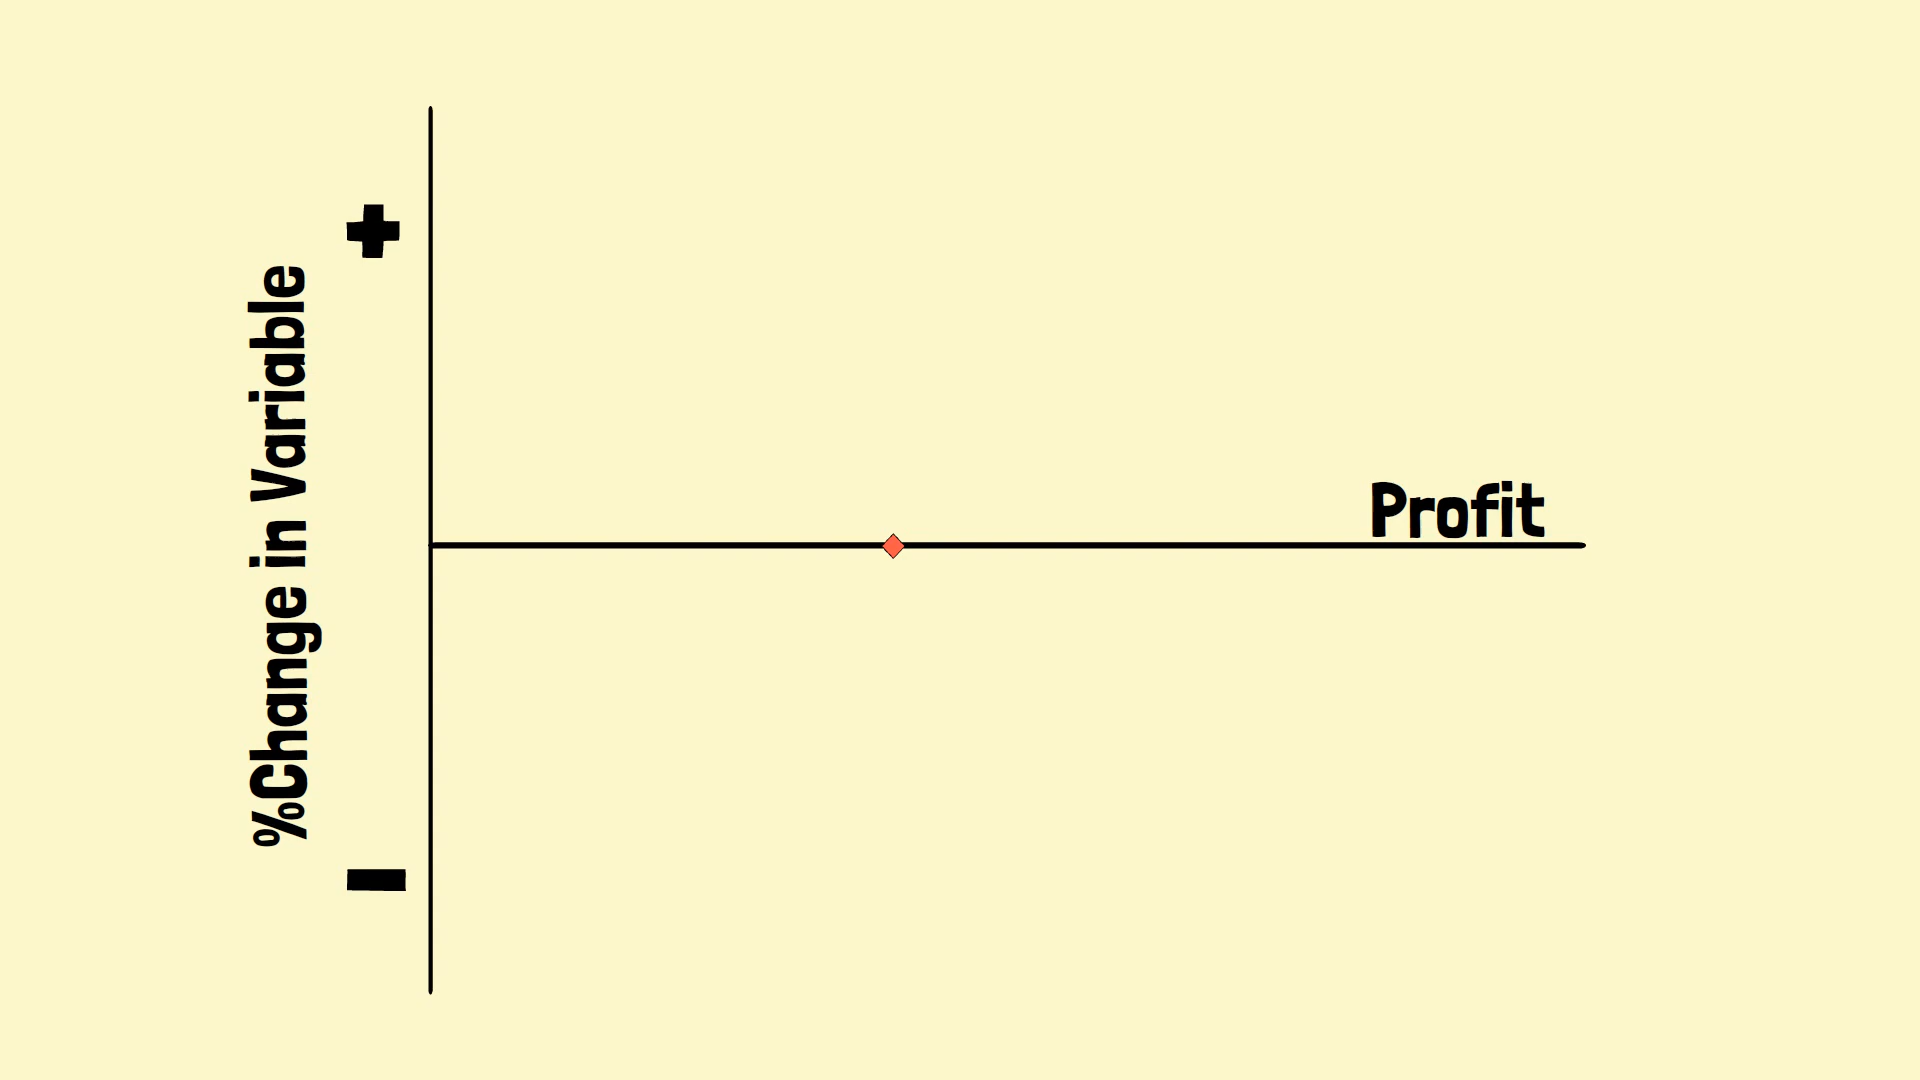 +
%Change in Variable
Profit
-